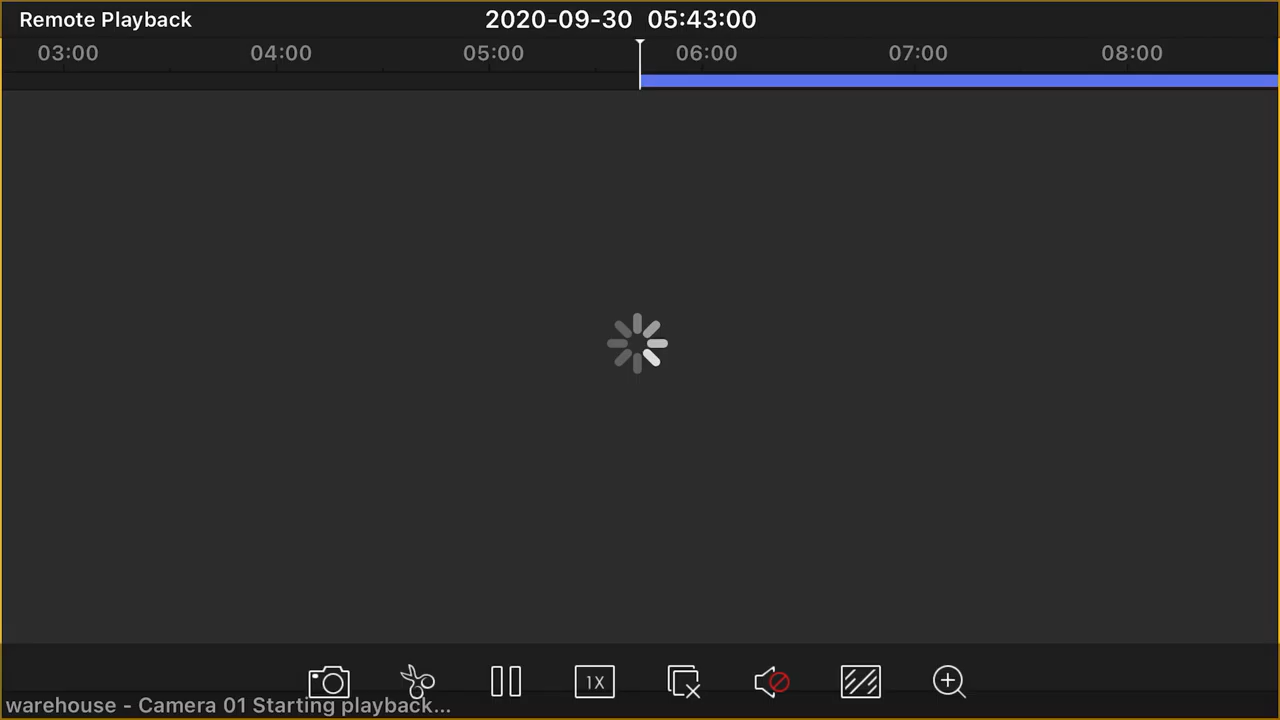 Remote Playback
2020-09-30 05:43:00
03:00 04:00 05:00 06:00 07:00 08:00
1X
warehouse - Camera 01 Starting playback...